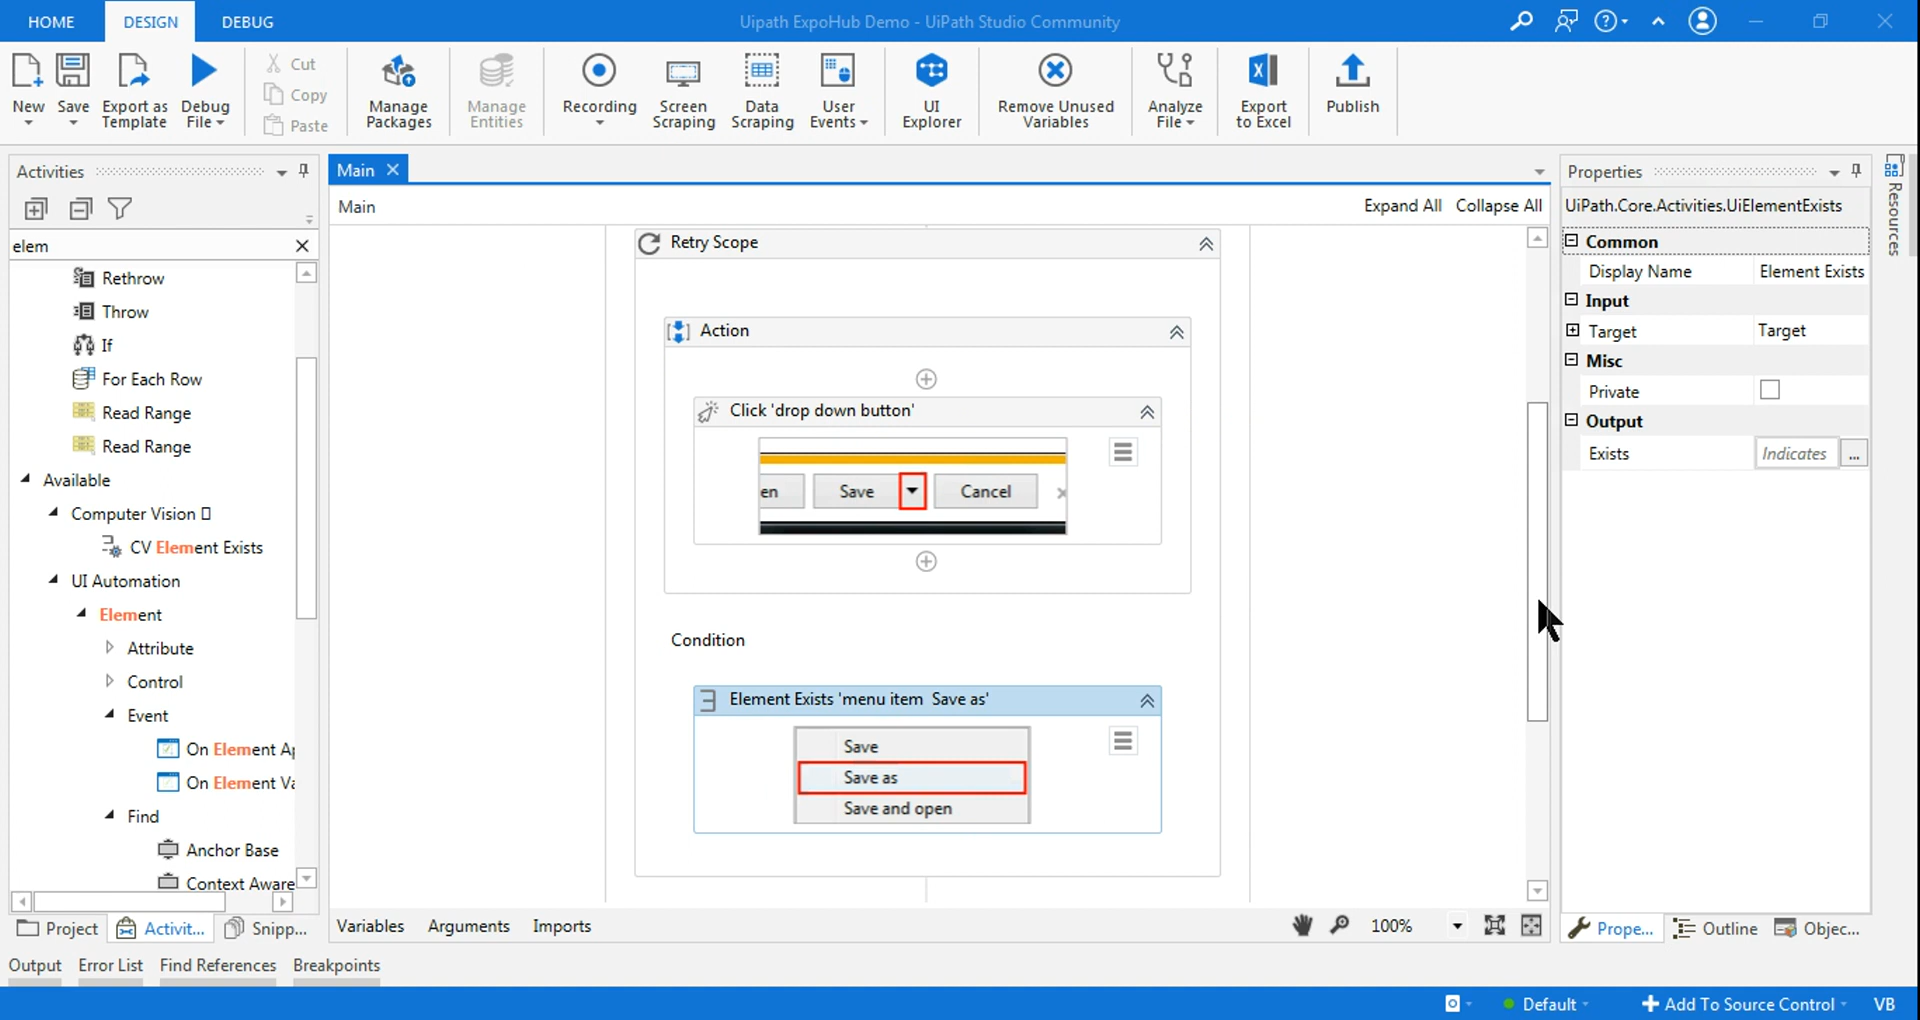 HOME DESIGN DEBUG
Uipath ExpoHub Demo - UiPath Studio Community
New
Save
Export as
Template
Debug
File
Cut
Copy
Paste
Manage
Packages
Manage
Entities
Recording
Screen
Scraping
Data
Scraping
User
Events
UI
Explorer
Remove Unused
Variables
Analyze
File
Export
to Excel
Publish
Activities
elem
Rethrow
Throw
If
For Each Row
Read Range
Read Range
Available
Computer Vision
CV Element Exists
UI Automation
Element
Attribute
Control
Event
On Element Ap
On Element Va
Find
Anchor Base
Context Aware
Project Activit... Snipp...
Main
Main
Expand All Collapse All
Retry Scope
Action
Click 'drop down button'
en Save Cancel
Condition
Element Exists 'menu item Save as'
Save
Save as
Save and open
Variables Arguments Imports
100%
Properties
UiPath.Core.Activities.UiElementExists
Common
Display Name Element Exists
Input
Target Target
Misc
Private
Output
Exists Indicates ...
Prope... Outline Objec...
Resources
Output Error List Find References Breakpoints
Default Add To Source Control VB